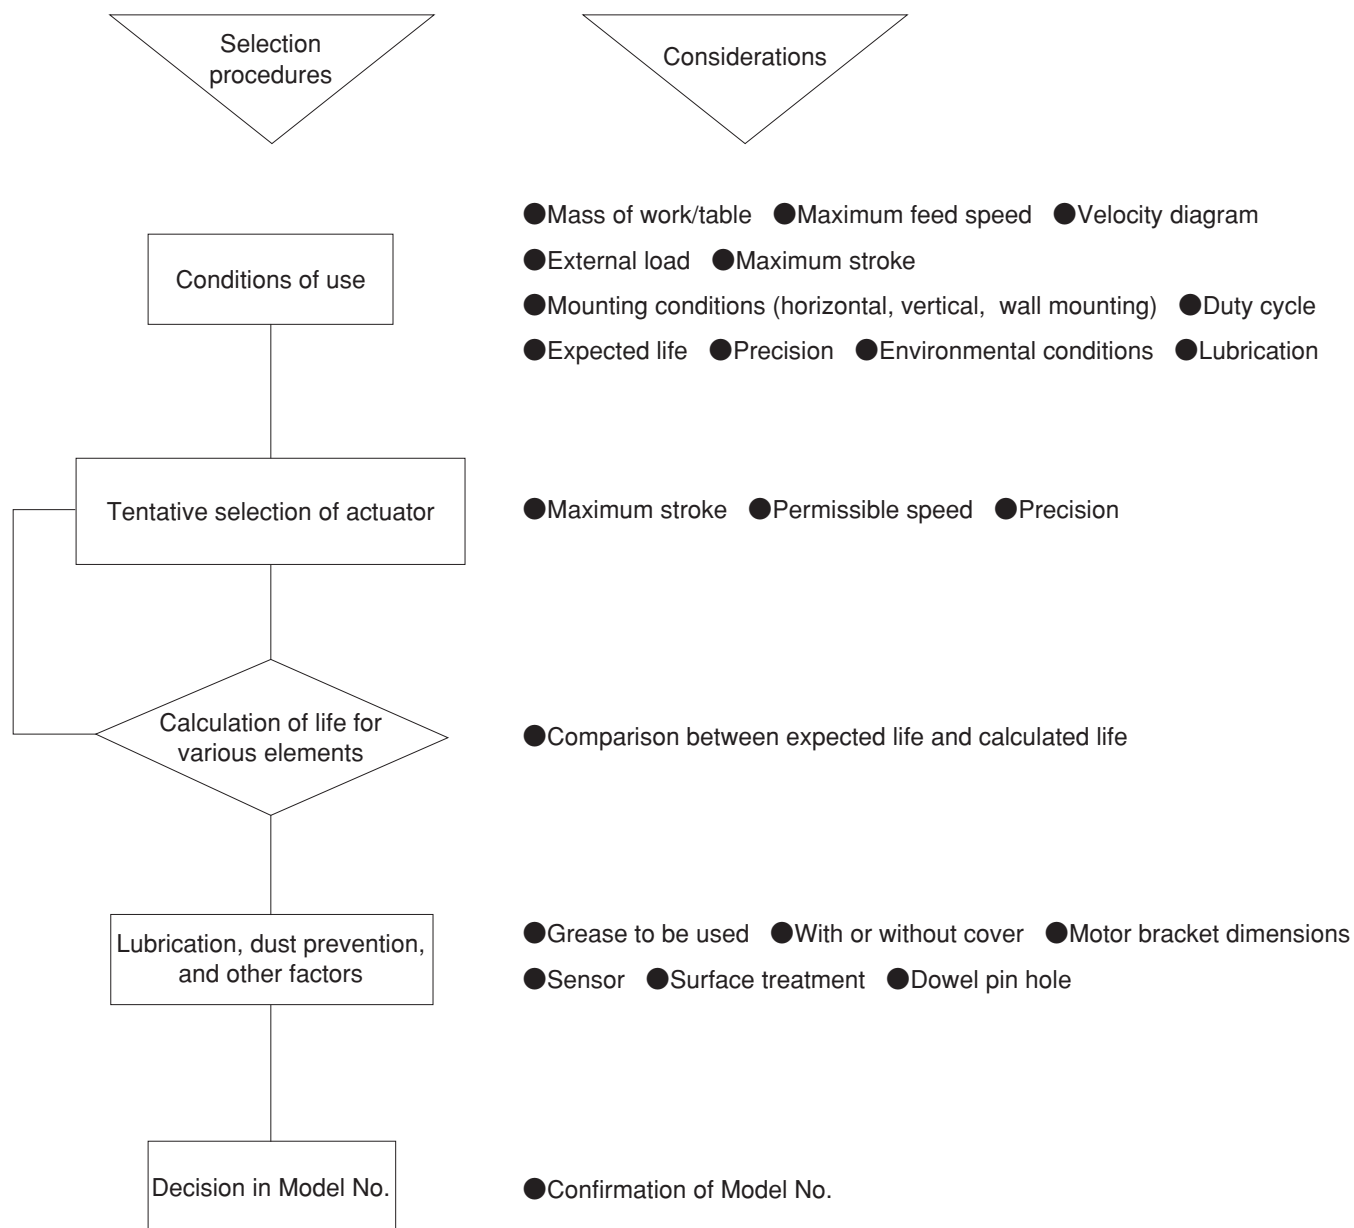 Selection
procedures
Considerations
Conditions of use
●Mass of work/table ●Maximum feed speed ●Velocity diagram
●External load ●Maximum stroke
●Mounting conditions (horizontal, vertical, wall mounting) ●Duty cycle
●Expected life ●Precision ●Environmental conditions ●Lubrication
Tentative selection of actuator
●Maximum stroke ●Permissible speed ●Precision
Calculation of life for
various elements
●Comparison between expected life and calculated life
Lubrication, dust prevention,
and other factors
●Grease to be used ●With or without cover ●Motor bracket dimensions
●Sensor ●Surface treatment ●Dowel pin hole
Decision in Model No.
●Confirmation of Model No.